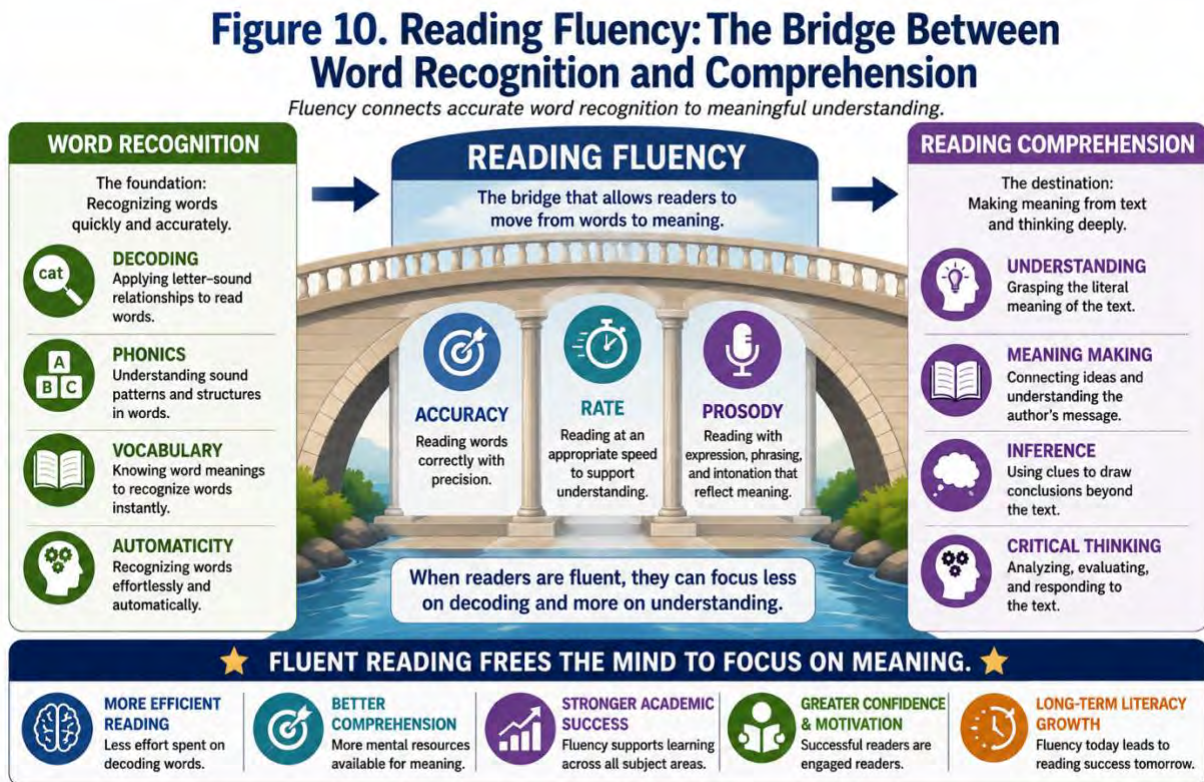 Figure 10. Reading Fluency: The Bridge Between
Word Recognition and Comprehension
Fluency connects accurate word recognition to meaningful understanding.
WORD RECOGNITION
The foundation:
Recognizing words
quickly and accurately.
cat
DECODING
Applying letter–sound
relationships to read
words.
A
B C
PHONICS
Understanding sound
patterns and structures
in words.
VOCABULARY
Knowing word meanings
to recognize words
instantly.
AUTOMATICITY
Recognizing words
effortlessly and
automatically.
READING FLUENCY
The bridge that allows readers to
move from words to meaning.
ACCURACY
Reading words
correctly with
precision.
RATE
Reading at an
appropriate speed
to support
understanding.
PROSODY
Reading with
expression, phrasing,
and intonation that
reflect meaning.
When readers are fluent, they can focus less
on decoding and more on understanding.
READING COMPREHENSION
The destination:
Making meaning from text
and thinking deeply.
UNDERSTANDING
Grasping the literal
meaning of the text.
MEANING MAKING
Connecting ideas and
understanding the
author's message.
INFERENCE
Using clues to draw
conclusions beyond
the text.
CRITICAL THINKING
Analyzing, evaluating,
and responding to
the text.
FLUENT READING FREES THE MIND TO FOCUS ON MEANING.
MORE EFFICIENT
READING
Less effort spent on
decoding words.
BETTER
COMPREHENSION
More mental resources
available for meaning.
STRONGER ACADEMIC
SUCCESS
Fluency supports learning
across all subject areas.
GREATER CONFIDENCE
& MOTIVATION
Successful readers are
engaged readers.
LONG-TERM LITERACY
GROWTH
Fluency today leads to
reading success tomorrow.